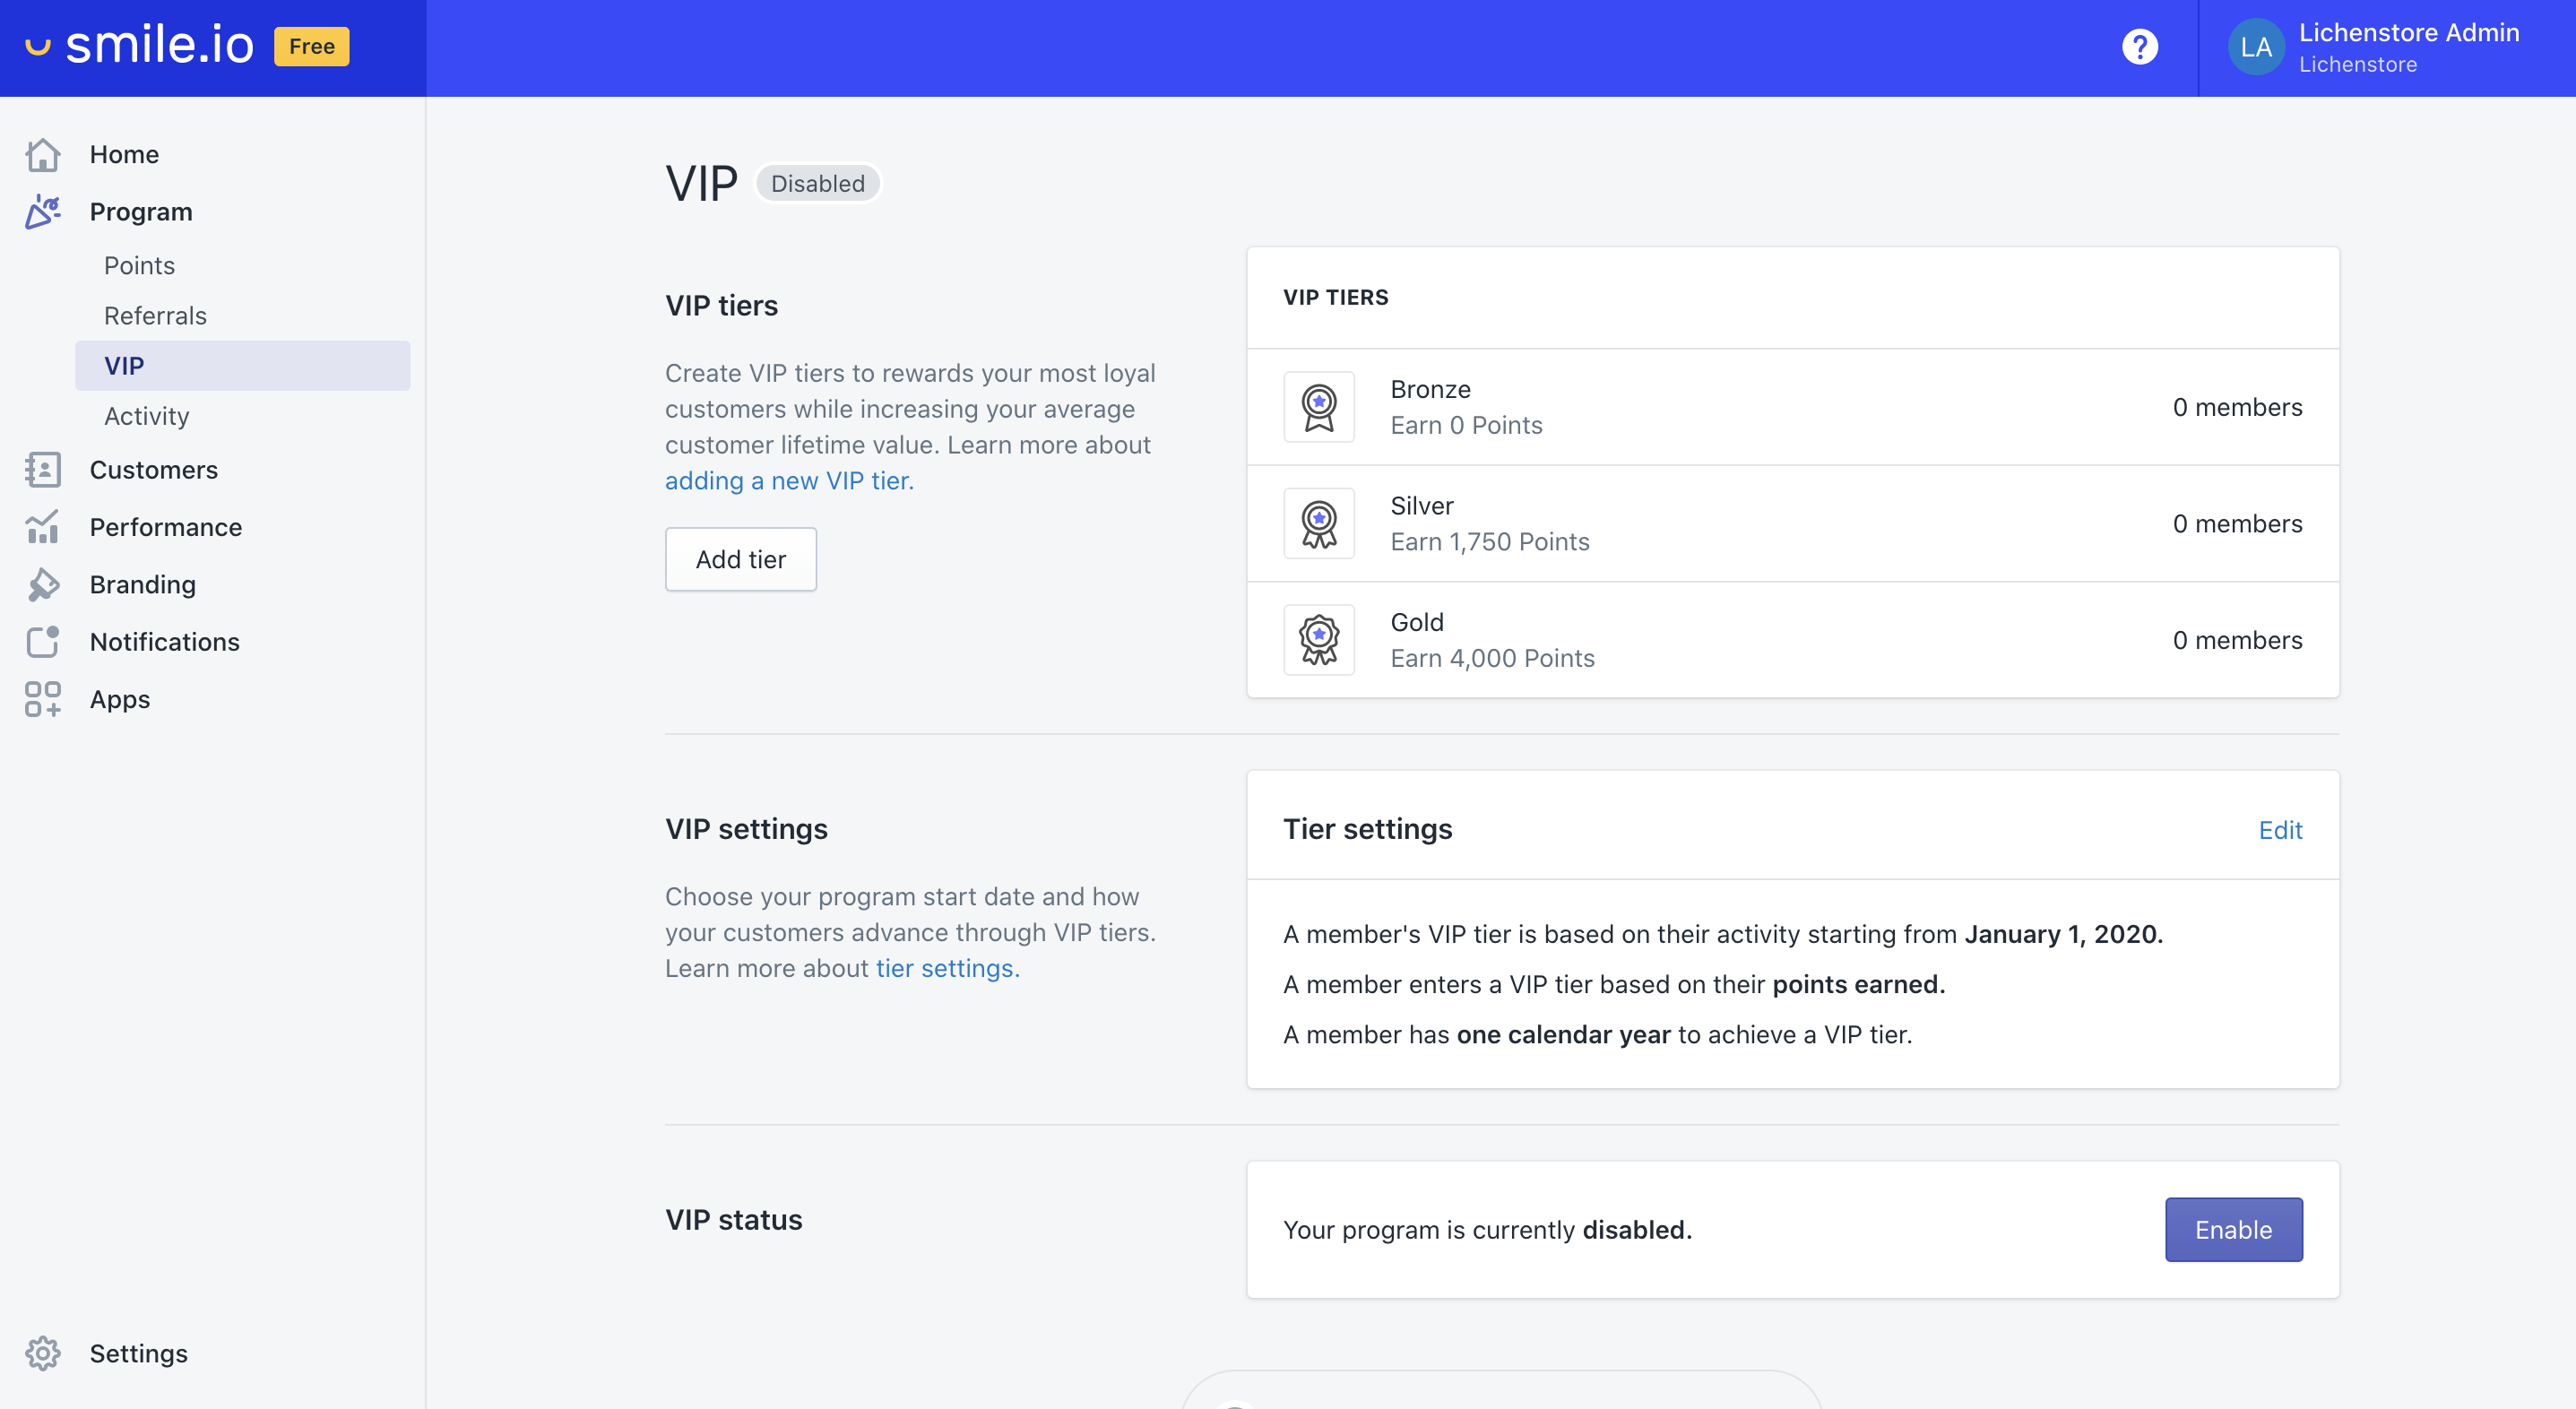 smile.io Free
?
LA
Lichenstore Admin
Lichenstore
Home
Program
Points
Referrals
VIP
Activity
Customers
Performance
Branding
Notifications
Apps
Settings
VIP Disabled
VIP tiers
Create VIP tiers to rewards your most loyal
customers while increasing your average
customer lifetime value. Learn more about
adding a new VIP tier.
Add tier
VIP TIERS
Bronze
Earn 0 Points
0 members
Silver
Earn 1,750 Points
0 members
Gold
Earn 4,000 Points
0 members
VIP settings
Choose your program start date and how
your customers advance through VIP tiers.
Learn more about tier settings.
Tier settings
Edit
A member's VIP tier is based on their activity starting from January 1, 2020.
A member enters a VIP tier based on their points earned.
A member has one calendar year to achieve a VIP tier.
VIP status
Your program is currently disabled.
Enable